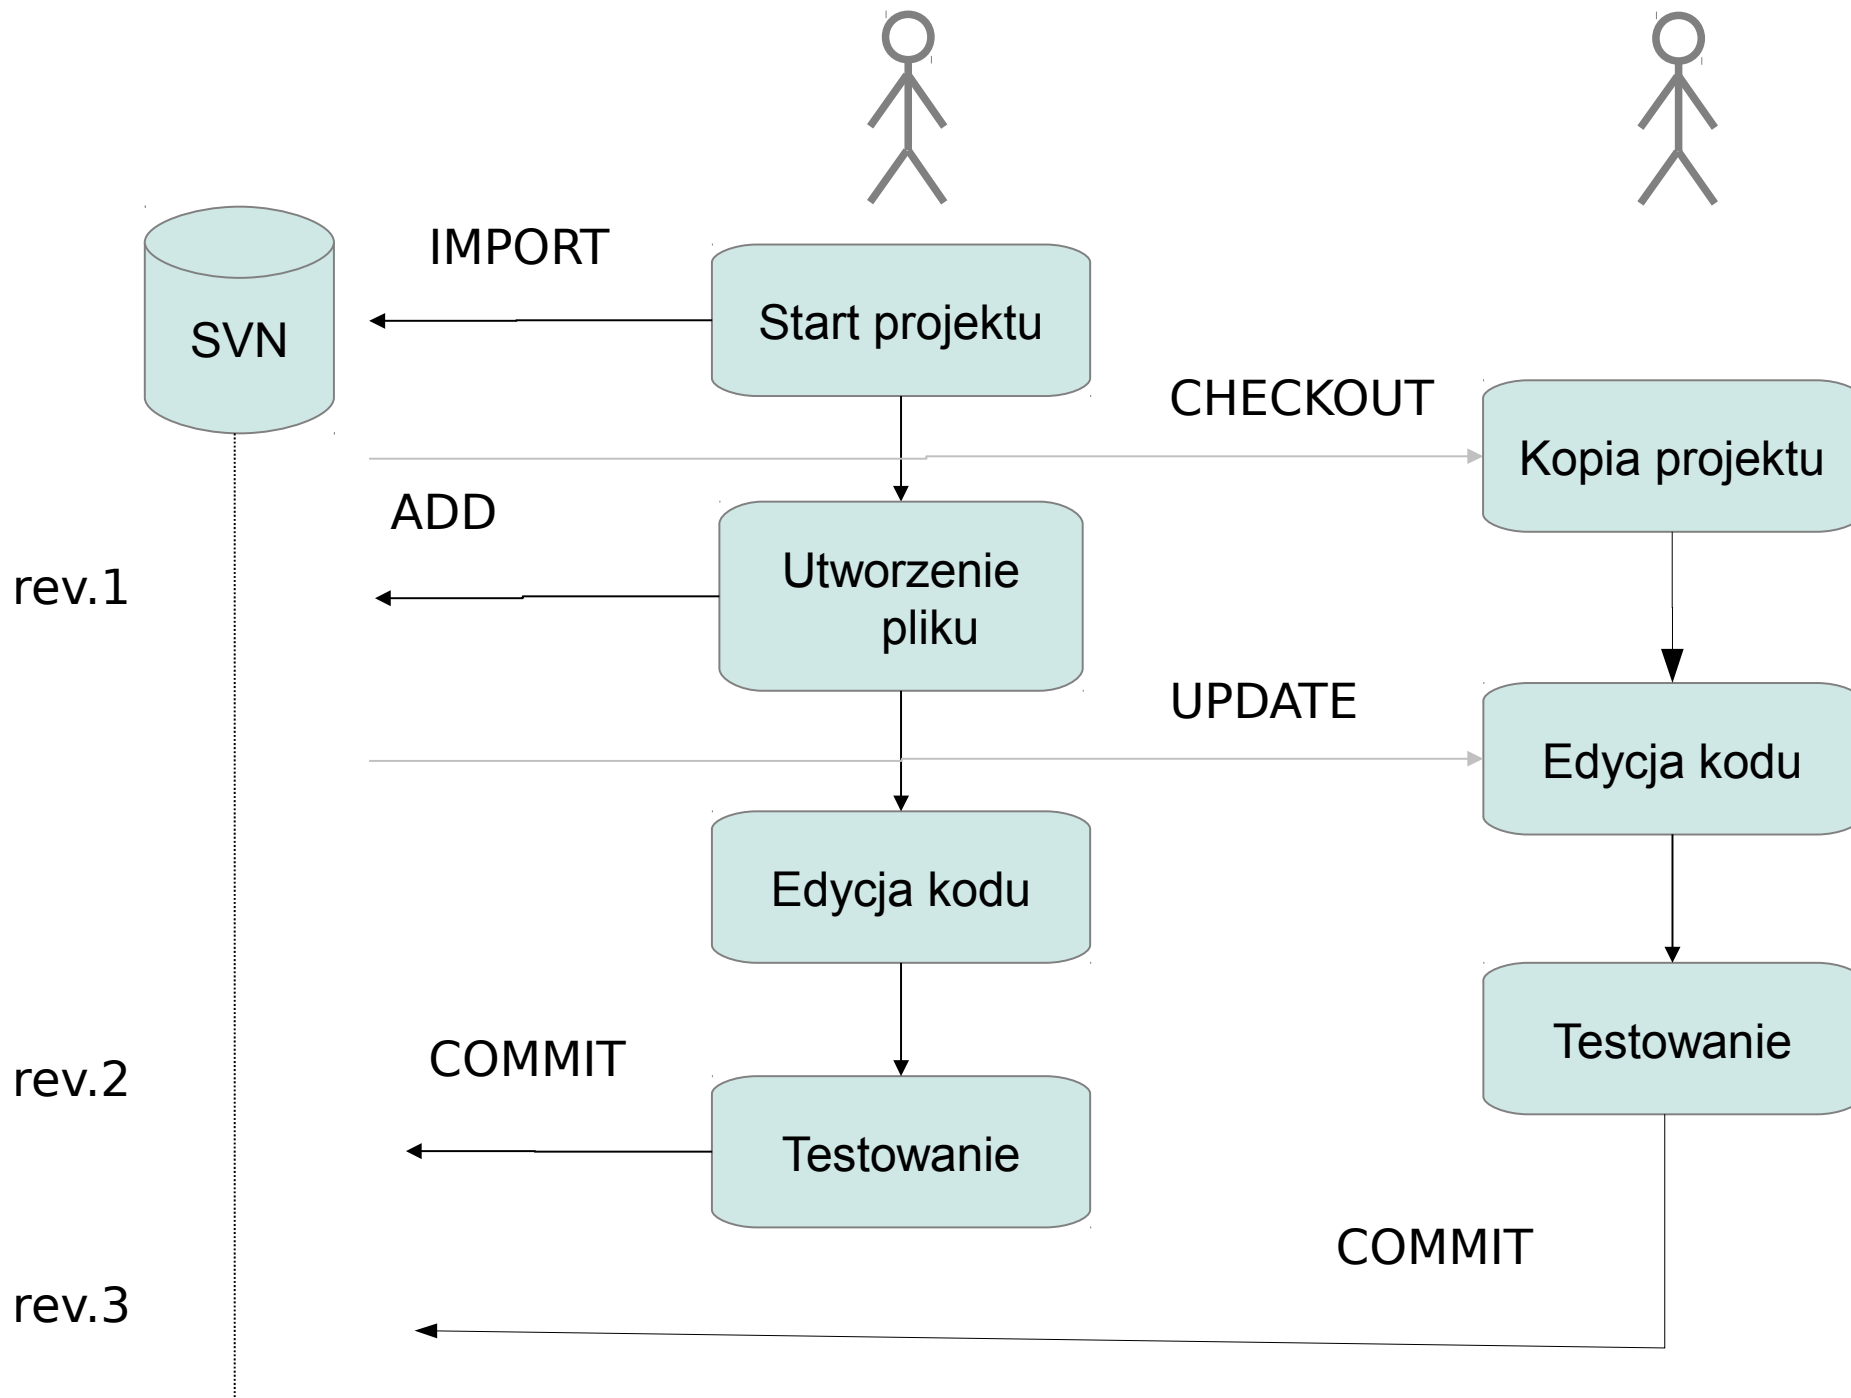 IMPORT
Start projektu
SVN
CHECKOUT
Kopia projektu
ADD
rev.1
Utworzenie
pliku
UPDATE
Edycja kodu
Edycja kodu
Testowanie
COMMIT
rev.2
Testowanie
COMMIT
rev.3